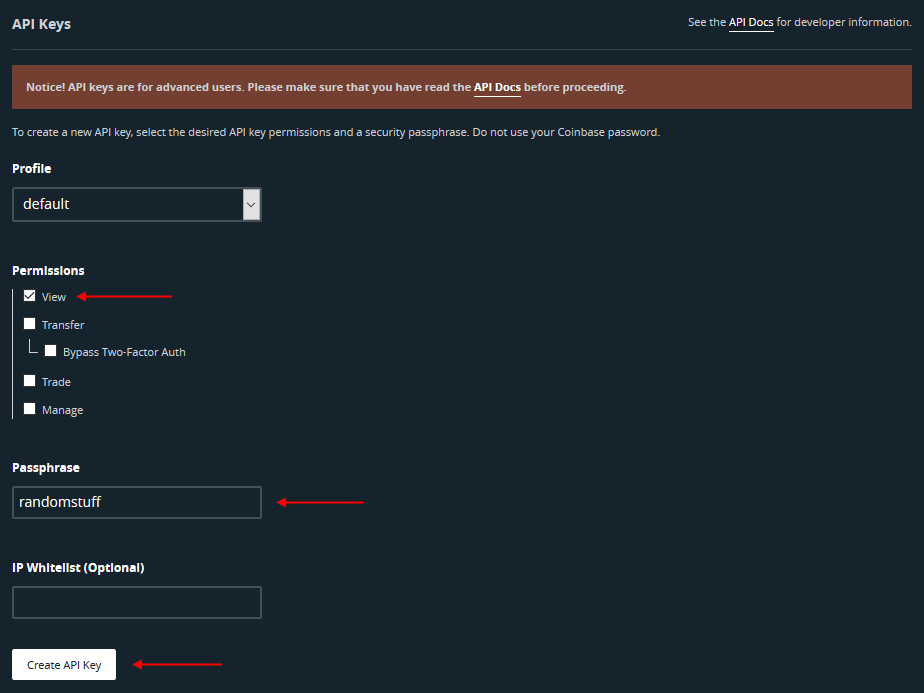 API Keys
See the API Docs for developer information.
Notice! API keys are for advanced users. Please make sure that you have read the API Docs before proceeding.
To create a new API key, select the desired API key permissions and a security passphrase. Do not use your Coinbase password.
Profile
default
Permissions
View
Transfer
Bypass Two-Factor Auth
Trade
Manage
Passphrase
randomstuff
IP Whitelist (Optional)
Create API Key